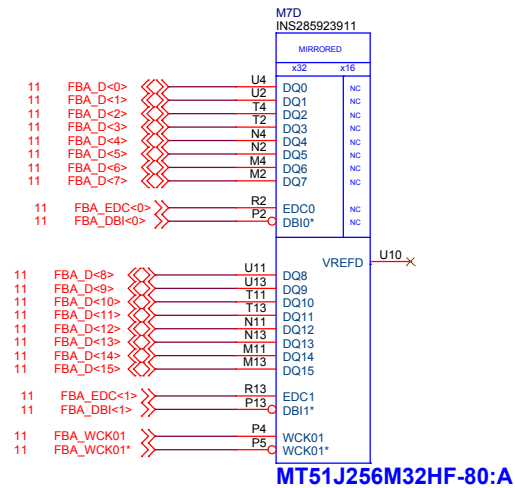 M7D
INS285923911
MIRRORED
x32 x16
11 FBA_D<0> U4 DQ0 NC
11 FBA_D<1> U2 DQ1 NC
11 FBA_D<2> T4 DQ2 NC
11 FBA_D<3> T2 DQ3 NC
11 FBA_D<4> N4 DQ4 NC
11 FBA_D<5> N2 DQ5 NC
11 FBA_D<6> M4 DQ6 NC
11 FBA_D<7> M2 DQ7 NC
11 FBA_EDC<0> R2 EDC0 NC
11 FBA_DBI<0> P2 DBI0* NC
VREFD U10
11 FBA_D<8> U11 DQ8
11 FBA_D<9> U13 DQ9
11 FBA_D<10> T11 DQ10
11 FBA_D<11> T13 DQ11
11 FBA_D<12> N11 DQ12
11 FBA_D<13> N13 DQ13
11 FBA_D<14> M11 DQ14
11 FBA_D<15> M13 DQ15
11 FBA_EDC<1> R13 EDC1
11 FBA_DBI<1> P13 DBI1*
11 FBA_WCK01 P4 WCK01
11 FBA_WCK01* P5 WCK01*
MT51J256M32HF-80:A